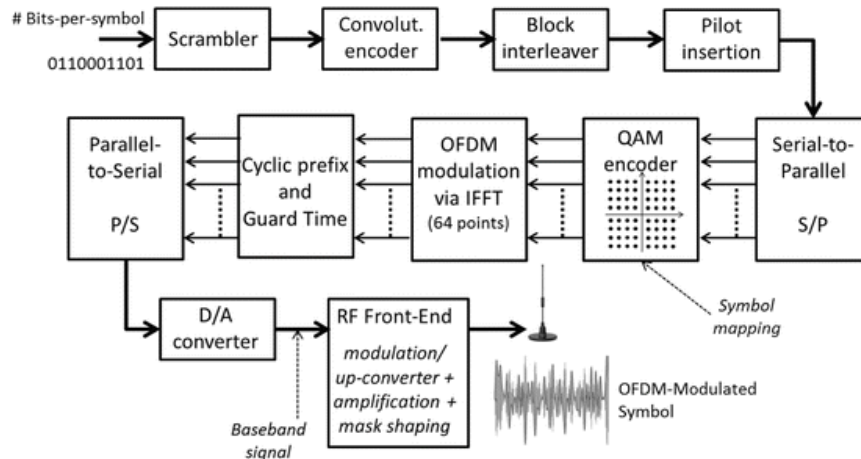 # Bits-per-symbol
0110001101
Scrambler
Convolut.
encoder
Block
interleaver
Pilot
insertion
Parallel-
to-Serial
P/S
Cyclic prefix
and
Guard Time
OFDM
modulation
via IFFT
(64 points)
QAM
encoder
Serial-to-
Parallel
S/P
Symbol
mapping
D/A
converter
Baseband
signal
RF Front-End
modulation/
up-converter +
amplification +
mask shaping
OFDM-Modulated
Symbol